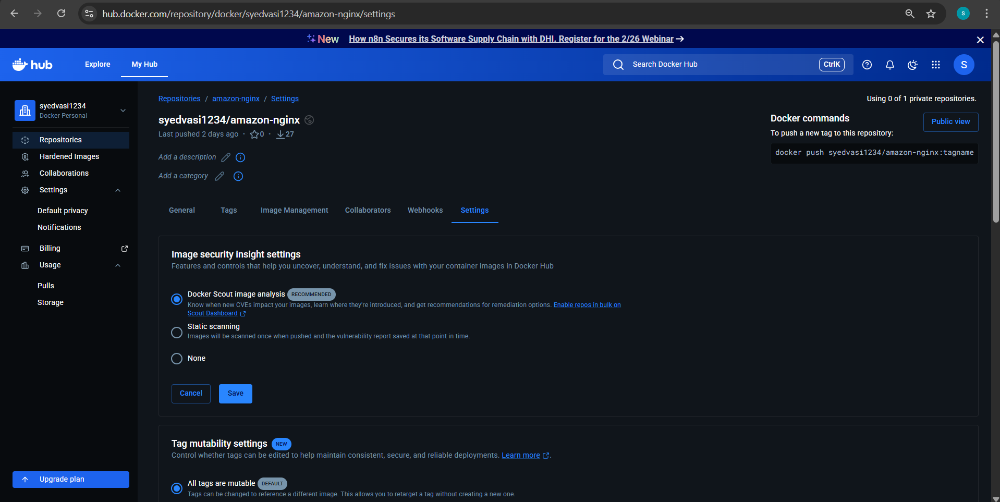 hub.docker.com/repository/docker/syedvasi1234/amazon-nginx/settings
S
New How n8n Secures its Software Supply Chain with DHI. Register for the 2/26 Webinar →
hub
Explore
My Hub
Search Docker Hub
CtrlK
S
syedvasi1234
Docker Personal
Repositories
Hardened Images
Collaborations
Settings
Default privacy
Notifications
Billing
Usage
Pulls
Storage
Upgrade plan
Repositories / amazon-nginx / Settings
Using 0 of 1 private repositories.
syedvasi1234/amazon-nginx
Last pushed 2 days ago · 0 · 27
Add a description
Add a category
Docker commands
Public view
To push a new tag to this repository:
docker push syedvasi1234/amazon-nginx:tagname
General
Tags
Image Management
Collaborators
Webhooks
Settings
Image security insight settings
Features and controls that help you uncover, understand, and fix issues with your container images in Docker Hub
Docker Scout image analysis RECOMMENDED
Know when new CVEs impact your images, learn where they're introduced, and get recommendations for remediation options. Enable repos in bulk on
Scout Dashboard
Static scanning
Images will be scanned once when pushed and the vulnerability report saved at that point in time.
None
Cancel
Save
Tag mutability settings NEW
Control whether tags can be edited to help maintain consistent, secure, and reliable deployments. Learn more .
All tags are mutable DEFAULT
Tags can be changed to reference a different image. This allows you to retarget a tag without creating a new one.